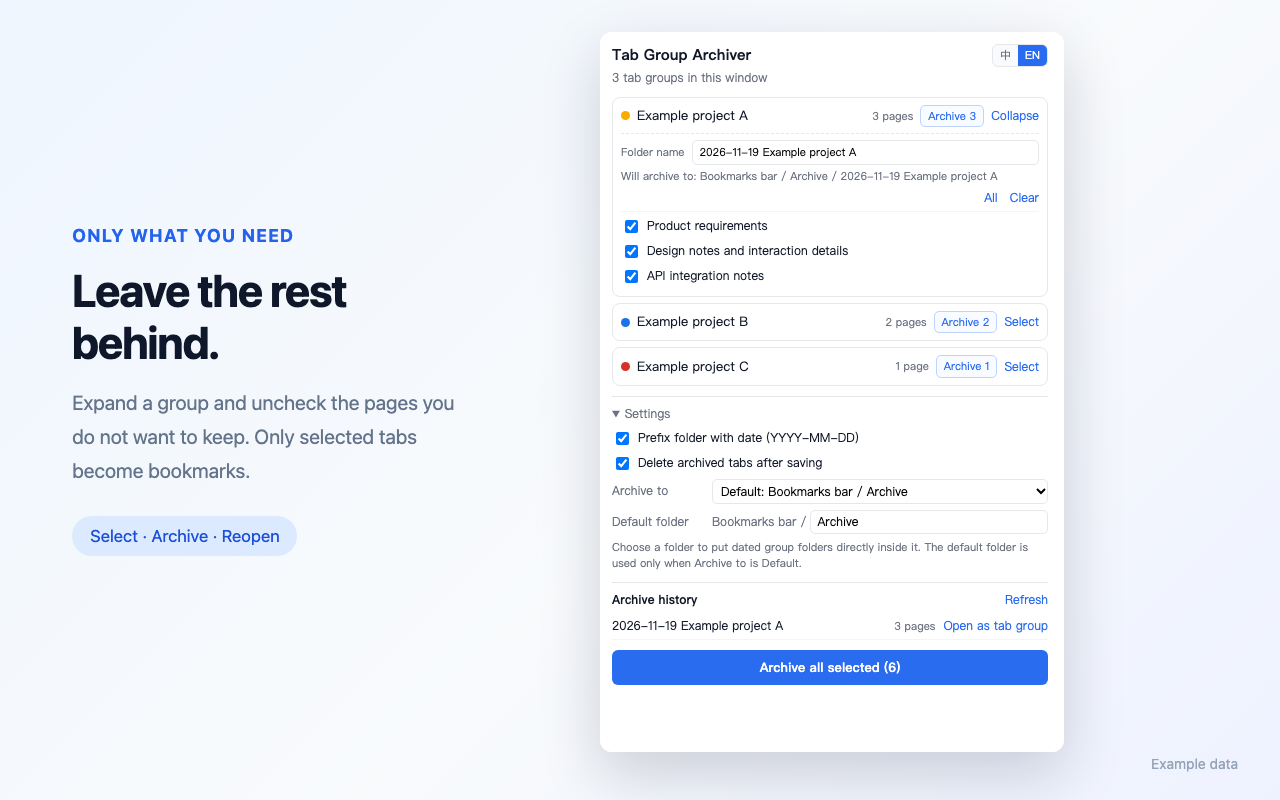 ONLY WHAT YOU NEED
Leave the rest
behind.
Expand a group and uncheck the pages you
do not want to keep. Only selected tabs
become bookmarks.
Select · Archive · Reopen
Tab Group Archiver
中 EN
3 tab groups in this window
Example project A 3 pages Archive 3 Collapse
Folder name 2026-11-19 Example project A
Will archive to: Bookmarks bar / Archive / 2026-11-19 Example project A
All Clear
Product requirements
Design notes and interaction details
API integration notes
Example project B 2 pages Archive 2 Select
Example project C 1 page Archive 1 Select
▼ Settings
Prefix folder with date (YYYY-MM-DD)
Delete archived tabs after saving
Archive to Default: Bookmarks bar / Archive
Default folder Bookmarks bar / Archive
Choose a folder to put dated group folders directly inside it. The default folder is
used only when Archive to is Default.
Archive history Refresh
2026-11-19 Example project A 3 pages Open as tab group
Archive all selected (6)
Example data